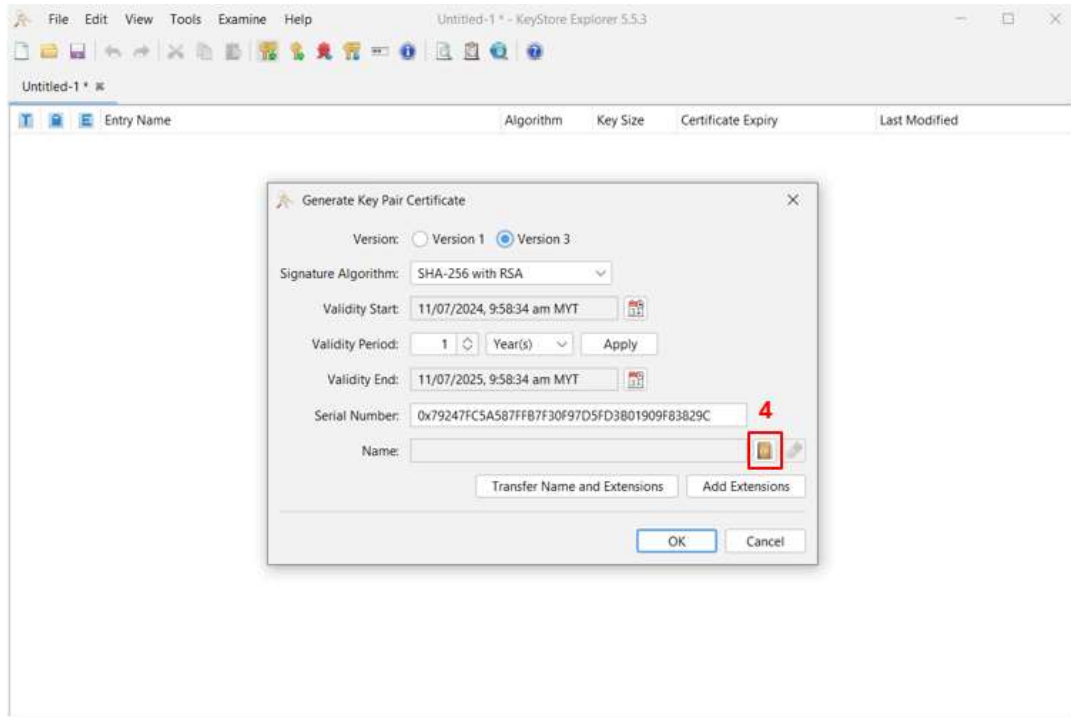 File Edit View Tools Examine Help Untitled-1 * - KeyStore Explorer 5.5.3
Untitled-1 *
T E Entry Name Algorithm Key Size Certificate Expiry Last Modified
Generate Key Pair Certificate
Version: Version 1 Version 3
Signature Algorithm: SHA-256 with RSA
Validity Start: 11/07/2024, 9:58:34 am MYT
Validity Period: 1 Year(s) Apply
Validity End: 11/07/2025, 9:58:34 am MYT
Serial Number: 0x79247FC5A587FFB7F30F97D5FD3B01909F83829C
4
Name:
Transfer Name and Extensions Add Extensions
OK Cancel